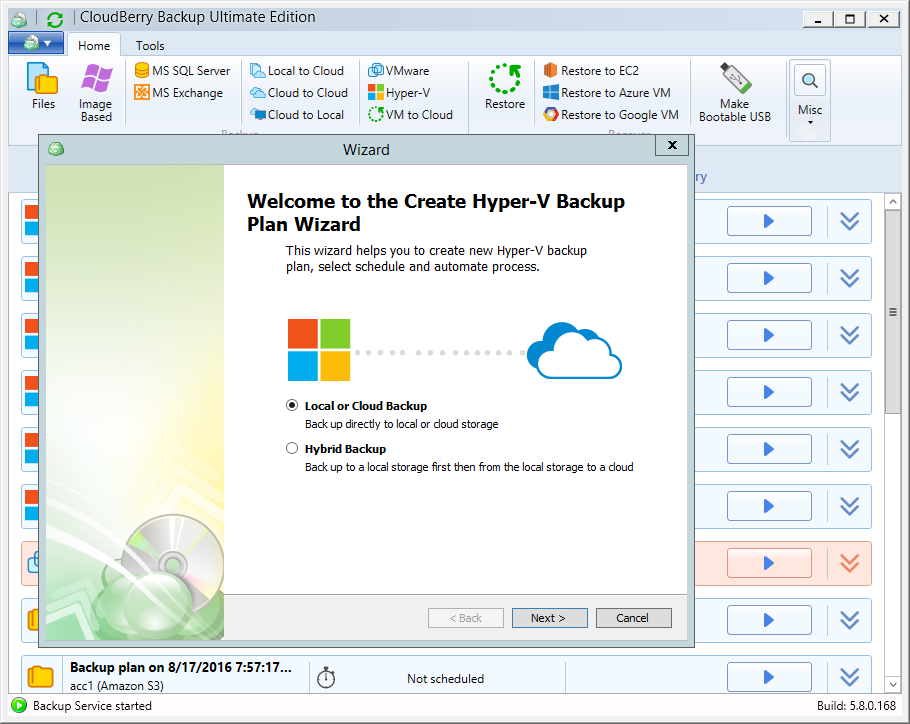 CloudBerry Backup Ultimate Edition
Home
Tools
Files
Image
Based
MS SQL Server
MS Exchange
Local to Cloud
Cloud to Cloud
Cloud to Local
VMware
Hyper-V
VM to Cloud
Restore
Restore to EC2
Restore to Azure VM
Restore to Google VM
Make
Bootable USB
Misc
Wizard
Welcome to the Create Hyper-V Backup
Plan Wizard
This wizard helps you to create new Hyper-V backup
plan, select schedule and automate process.
Local or Cloud Backup
Back up directly to local or cloud storage
Hybrid Backup
Back up to a local storage first then from the local storage to a cloud
< Back
Next >
Cancel
Backup plan on 8/17/2016 7:57:17...
acc1 (Amazon S3)
Not scheduled
Backup Service started
Build: 5.8.0.168